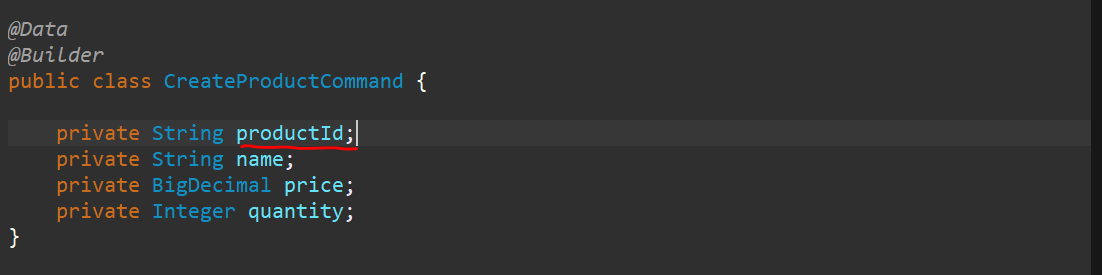 @Data
@Builder
public class CreateProductCommand {
private String productId;
private String name;
private BigDecimal price;
private Integer quantity;
}